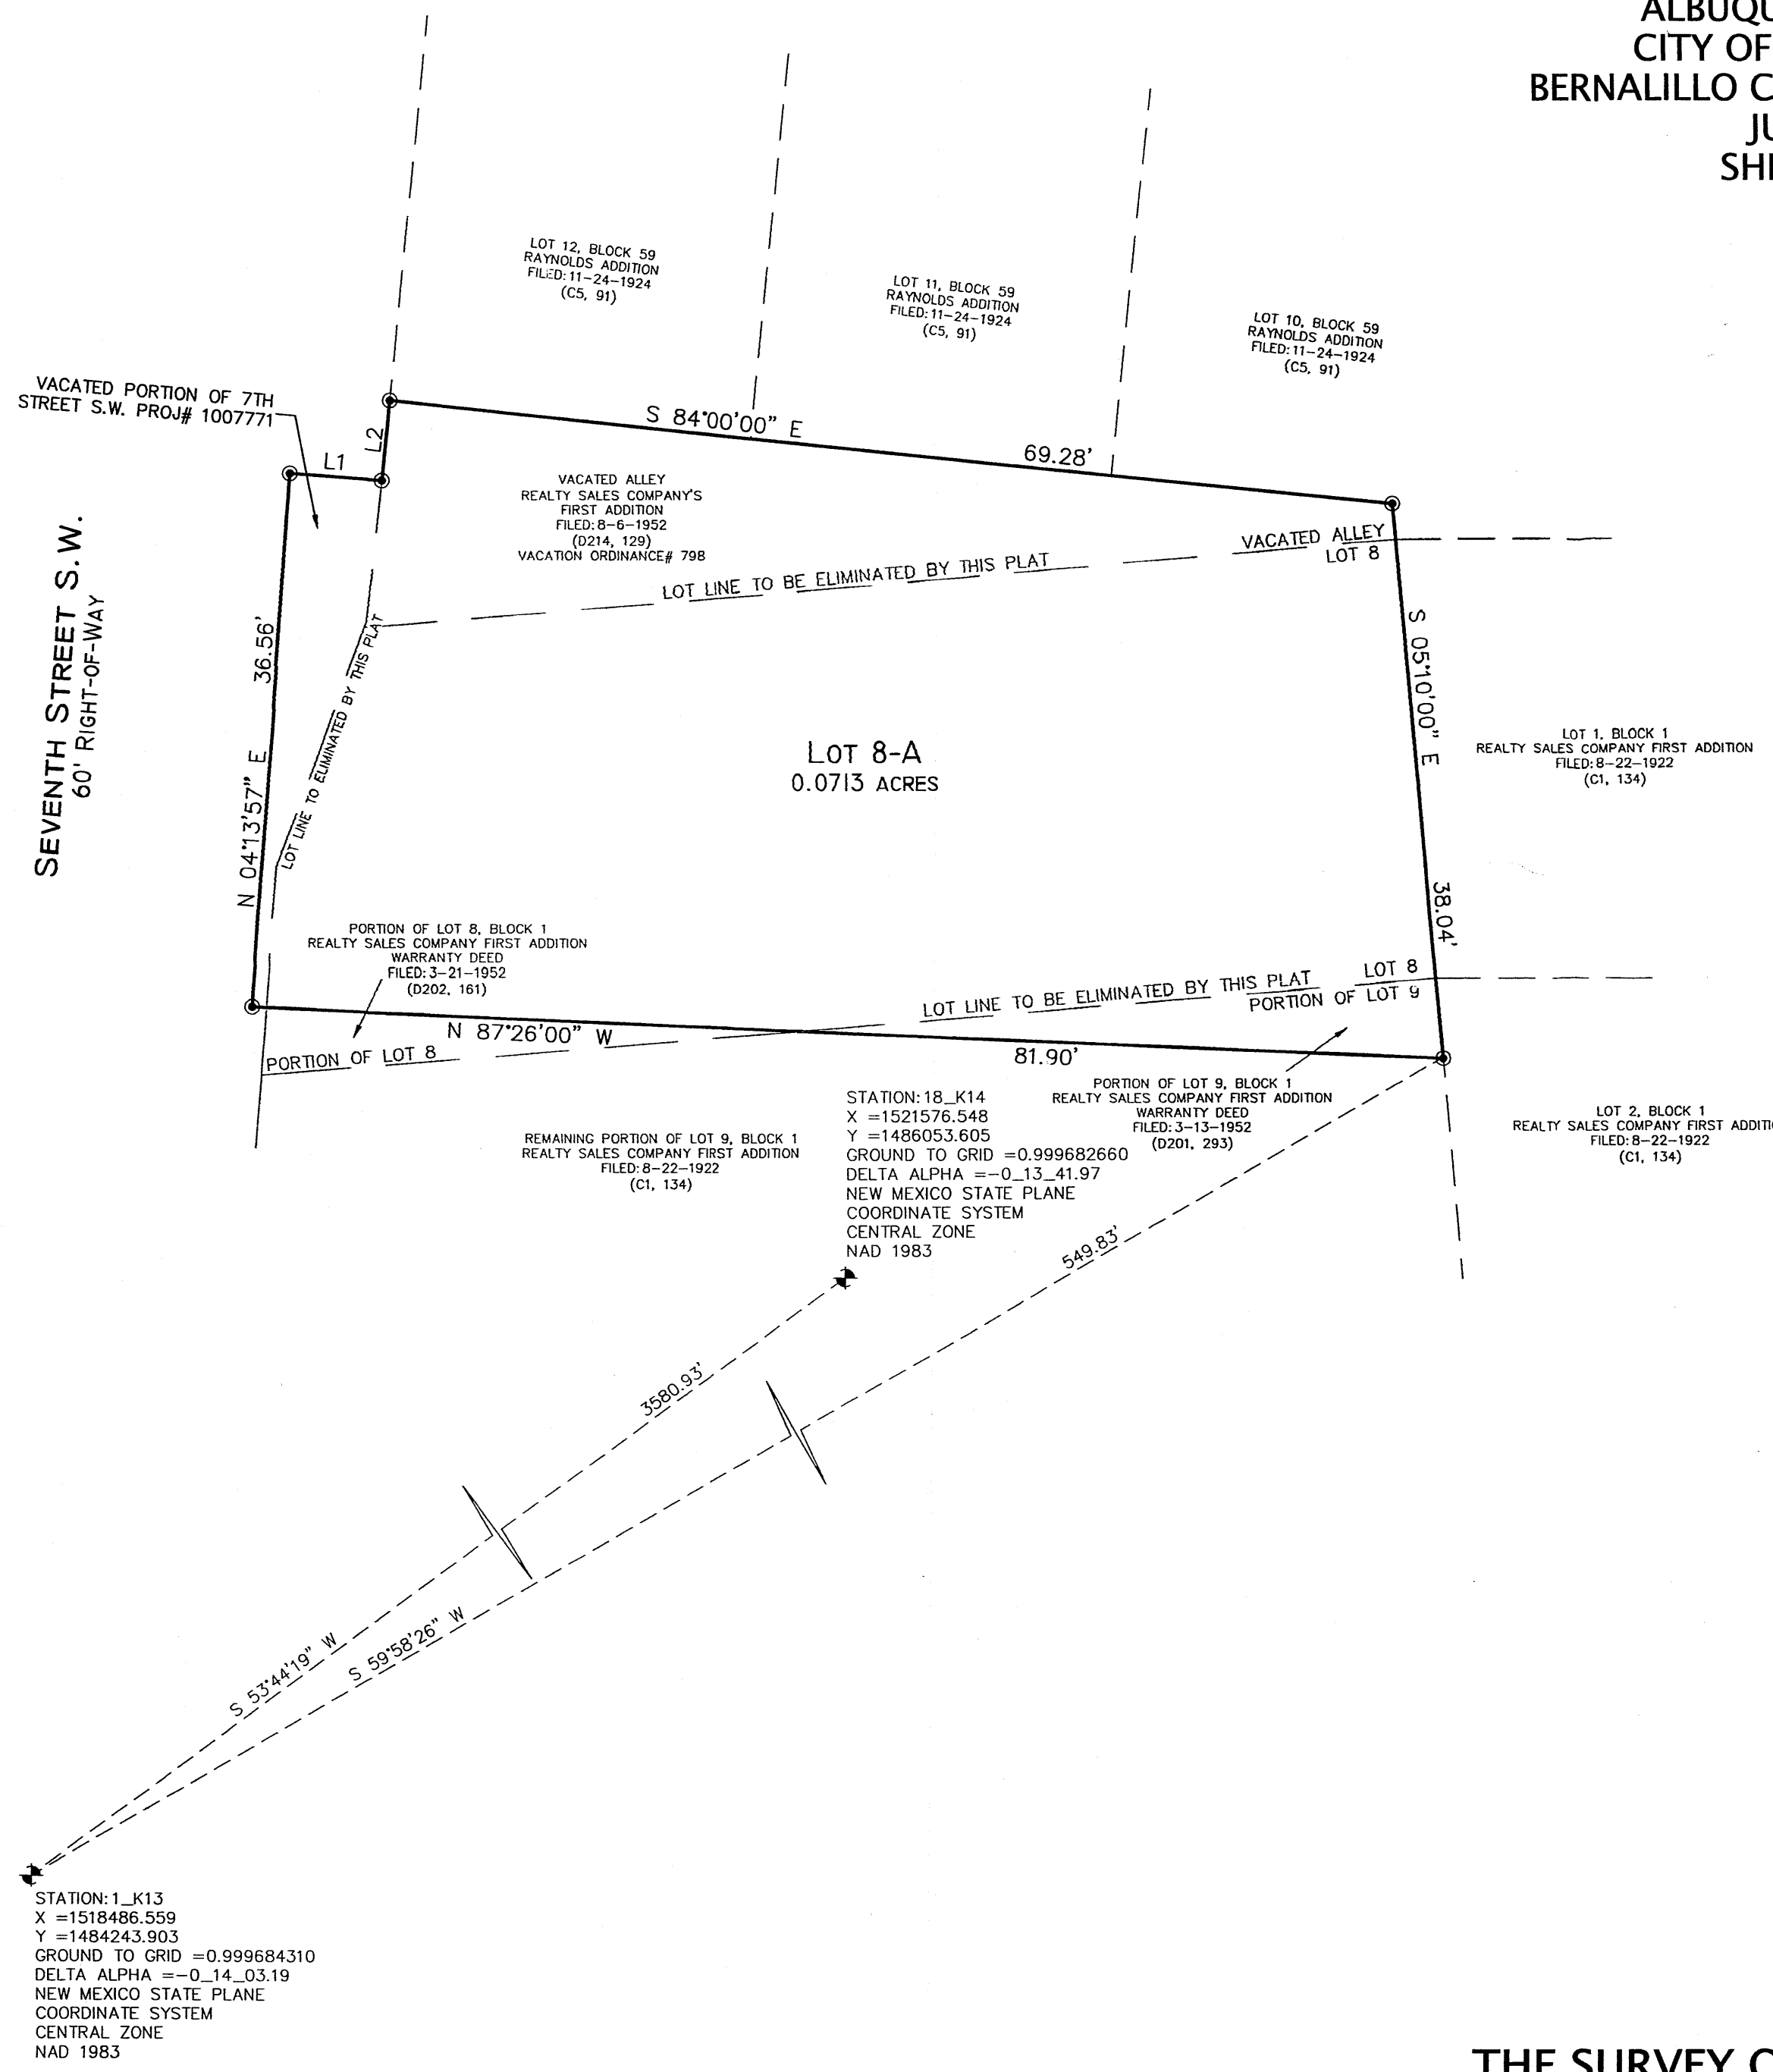 ALBUQU
CITY OF
BERNALILLO C
JU
SHE
LOT 12, BLOCK 59
RAYNOLDS ADDITION
FILED: 11-24-1924
(C5, 91)
LOT 11, BLOCK 59
RAYNOLDS ADDITION
FILED: 11-24-1924
(C5, 91)
LOT 10, BLOCK 59
RAYNOLDS ADDITION
FILED: 11-24-1924
(C5, 91)
VACATED PORTION OF 7TH
STREET S.W. PROJ# 1007771
L1
L2
S 84°00'00" E
69.28'
VACATED ALLEY
REALTY SALES COMPANY'S
FIRST ADDITION
FILED: 8-6-1952
(D214, 129)
VACATION ORDINANCE# 798
VACATED ALLEY
LOT 8
LOT LINE TO BE ELIMINATED BY THIS PLAT
SEVENTH STREET S.W.
60' RIGHT-OF-WAY
N 04°13'57" E 36.56'
LOT LINE TO ELIMINATED BY THIS PLAT
S 05°10'00" E 38.04'
LOT 8-A
0.0713 ACRES
LOT 1, BLOCK 1
REALTY SALES COMPANY FIRST ADDITION
FILED: 8-22-1922
(C1, 134)
PORTION OF LOT 8, BLOCK 1
REALTY SALES COMPANY FIRST ADDITION
WARRANTY DEED
FILED: 3-21-1952
(D202, 161)
LOT LINE TO BE ELIMINATED BY THIS PLAT
LOT 8
PORTION OF LOT 9
N 87°26'00" W
81.90'
PORTION OF LOT 8
PORTION OF LOT 9, BLOCK 1
REALTY SALES COMPANY FIRST ADDITION
WARRANTY DEED
FILED: 3-13-1952
(D201, 293)
STATION: 18_K14
X =1521576.548
Y =1486053.605
GROUND TO GRID =0.999682660
DELTA ALPHA =-0_13_41.97
NEW MEXICO STATE PLANE
COORDINATE SYSTEM
CENTRAL ZONE
NAD 1983
REMAINING PORTION OF LOT 9, BLOCK 1
REALTY SALES COMPANY FIRST ADDITION
FILED: 8-22-1922
(C1, 134)
LOT 2, BLOCK 1
REALTY SALES COMPANY FIRST ADDITI
FILED: 8-22-1922
(C1, 134)
549.83'
3580.93'
S 53°44'19" W
S 59°58'26" W
STATION: 1_K13
X =1518486.559
Y =1484243.903
GROUND TO GRID =0.999684310
DELTA ALPHA =-0_14_03.19
NEW MEXICO STATE PLANE
COORDINATE SYSTEM
CENTRAL ZONE
NAD 1983
THE SURVEY O